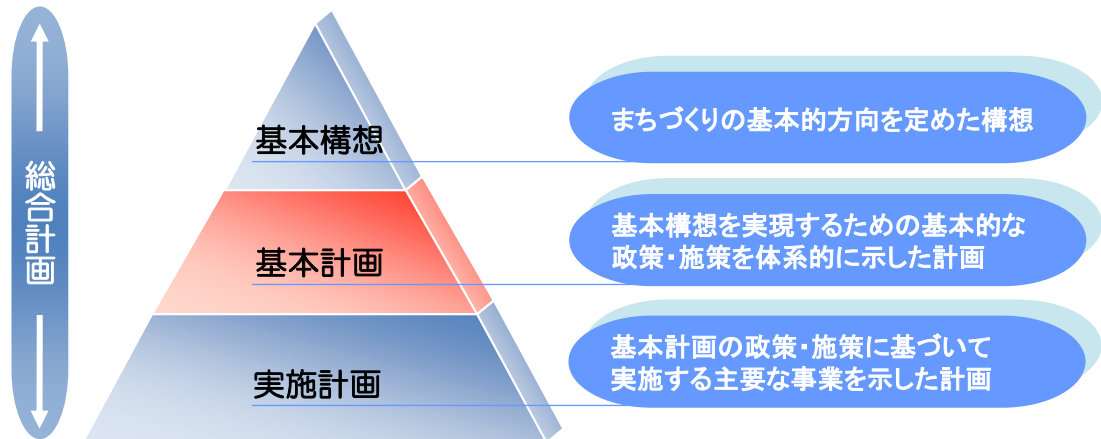 総合計画
基本構想
まちづくりの基本的方向を定めた構想
基本計画
基本構想を実現するための基本的な
政策・施策を体系的に示した計画
実施計画
基本計画の政策・施策に基づいて
実施する主要な事業を示した計画